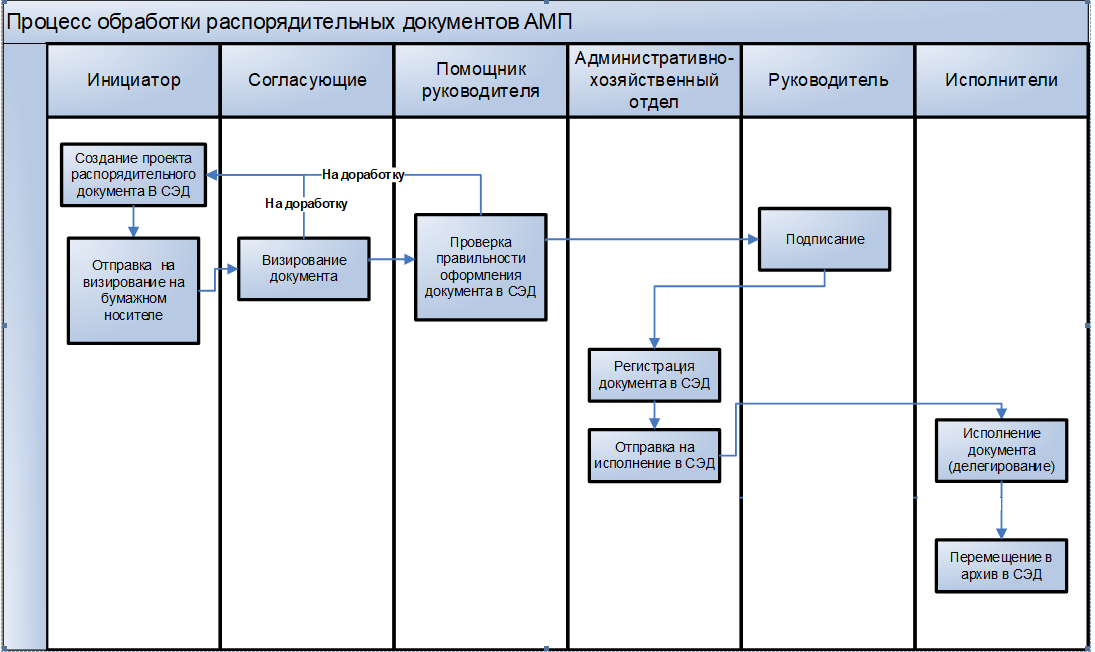 Процесс обработки распорядительных документов АМП
Инициатор
Согласующие
Помощник
руководителя
Административно-
хозяйственный
отдел
Руководитель
Исполнители
Создание проекта
распорядительного
документа В СЭД
Отправка на
визирование на
бумажном
носителе
На доработку
На доработку
Визирование
документа
Проверка
правильности
оформления
документа в СЭД
Подписание
Регистрация
документа в СЭД
Отправка на
исполнение в СЭД
Исполнение
документа
(делегирование)
Перемещение в
архив в СЭД